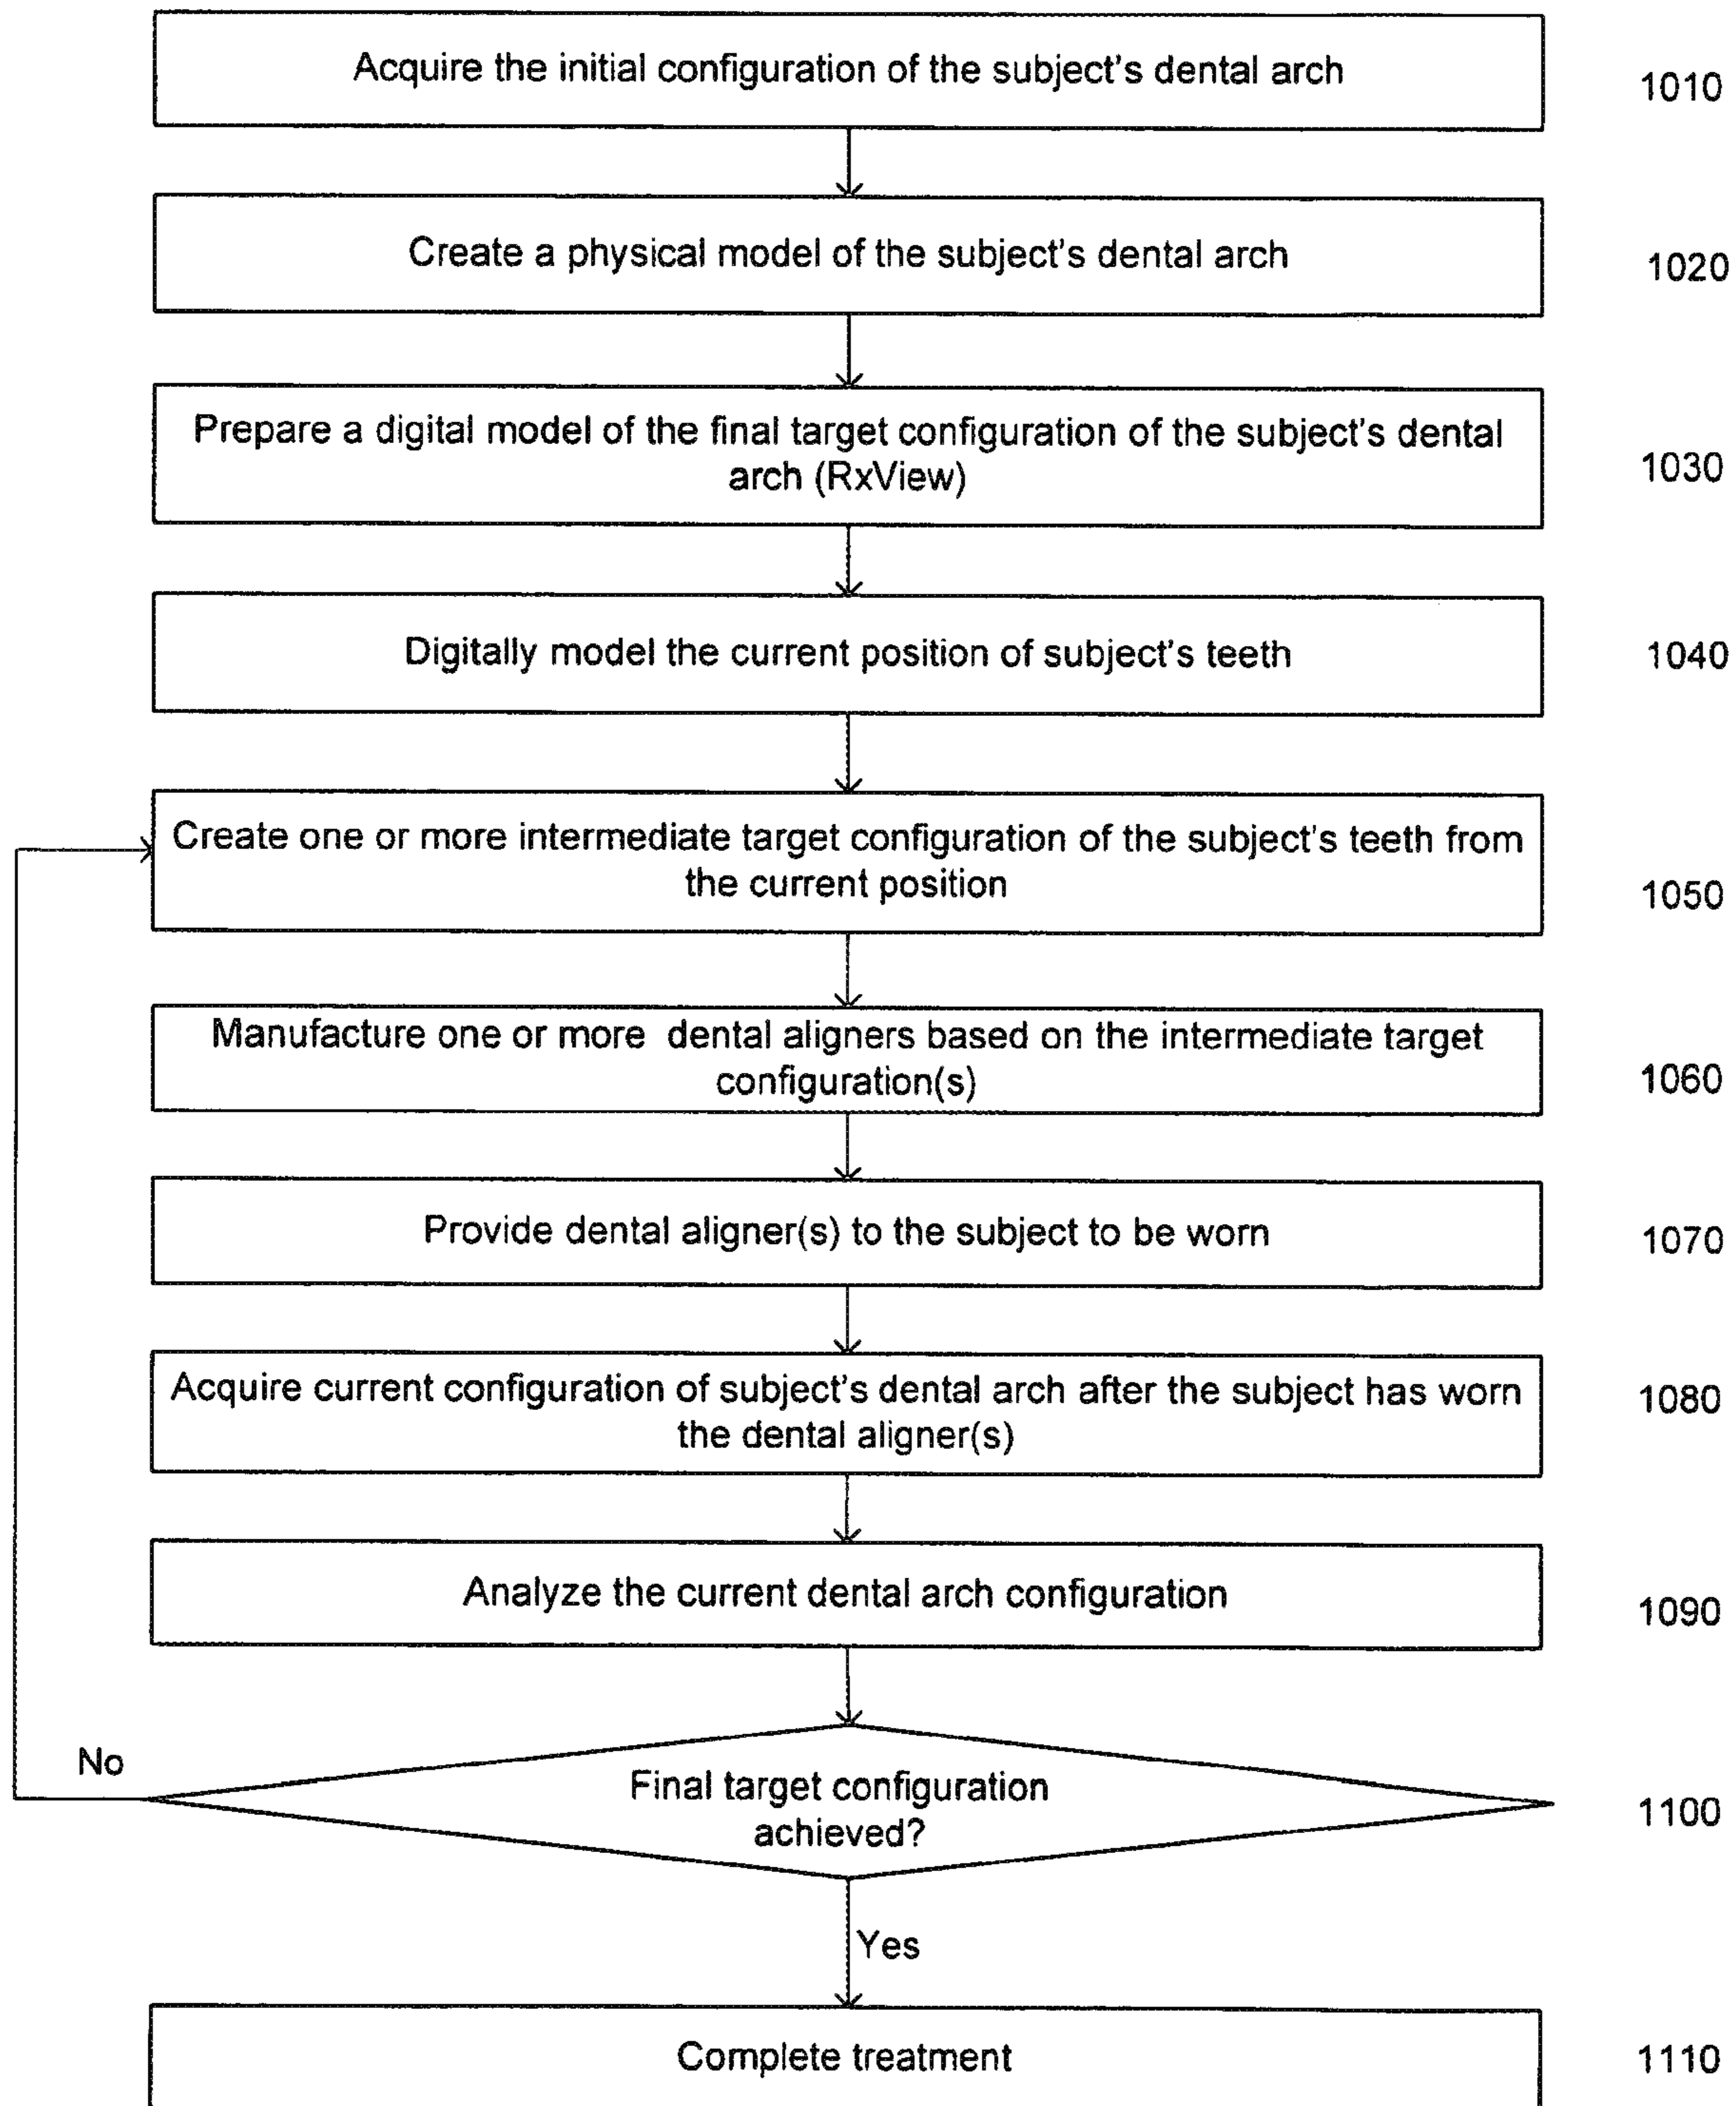 Acquire the initial configuration of the subject's dental arch
1010
Create a physical model of the subject's dental arch
1020
Prepare a digital model of the final target configuration of the subject's dental
arch (RxView)
1030
Digitally model the current position of subject's teeth
1040
Create one or more intermediate target configuration of the subject's teeth from
the current position
1050
Manufacture one or more dental aligners based on the intermediate target
configuration(s)
1060
Provide dental aligner(s) to the subject to be worn
1070
Acquire current configuration of subject's dental arch after the subject has worn
the dental aligner(s)
1080
Analyze the current dental arch configuration
1090
No
Final target configuration
achieved?
1100
Yes
Complete treatment
1110